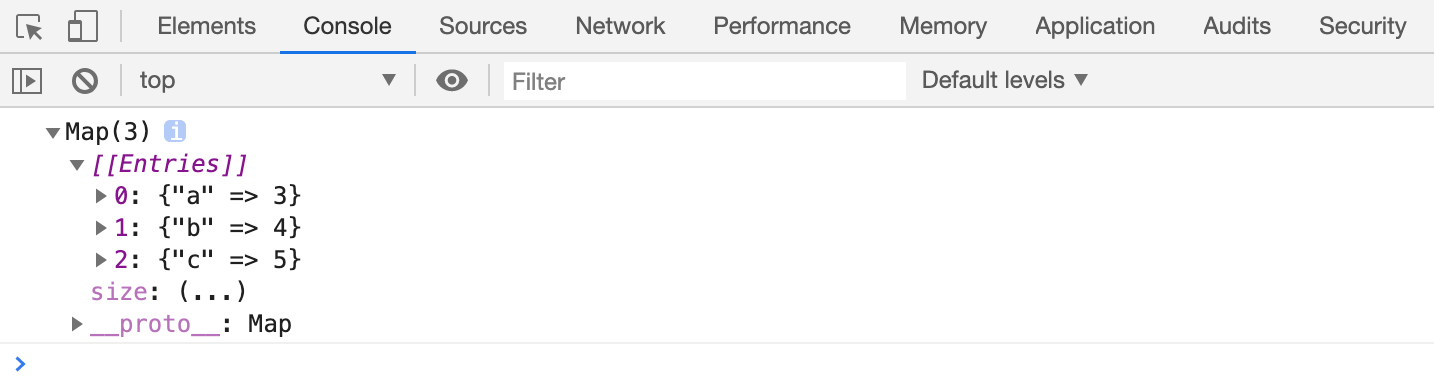 Elements Console Sources Network Performance Memory Application Audits Security
top Filter Default levels
Map(3) i
[[Entries]]
0: {"a" => 3}
1: {"b" => 4}
2: {"c" => 5}
size: (...)
__proto__: Map